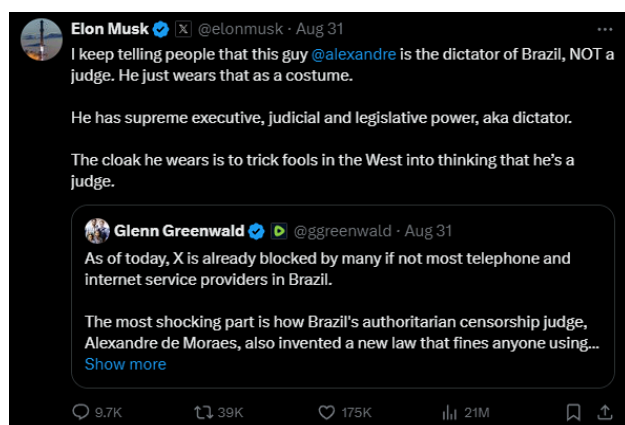 Elon Musk @elonmusk · Aug 31
I keep telling people that this guy @alexandre is the dictator of Brazil, NOT a
judge. He just wears that as a costume.
He has supreme executive, judicial and legislative power, aka dictator.
The cloak he wears is to trick fools in the West into thinking that he's a
judge.
Glenn Greenwald @ggreenwald · Aug 31
As of today, X is already blocked by many if not most telephone and
internet service providers in Brazil.
The most shocking part is how Brazil's authoritarian censorship judge,
Alexandre de Moraes, also invented a new law that fines anyone using...
Show more
9.7K 39K 175K 21M